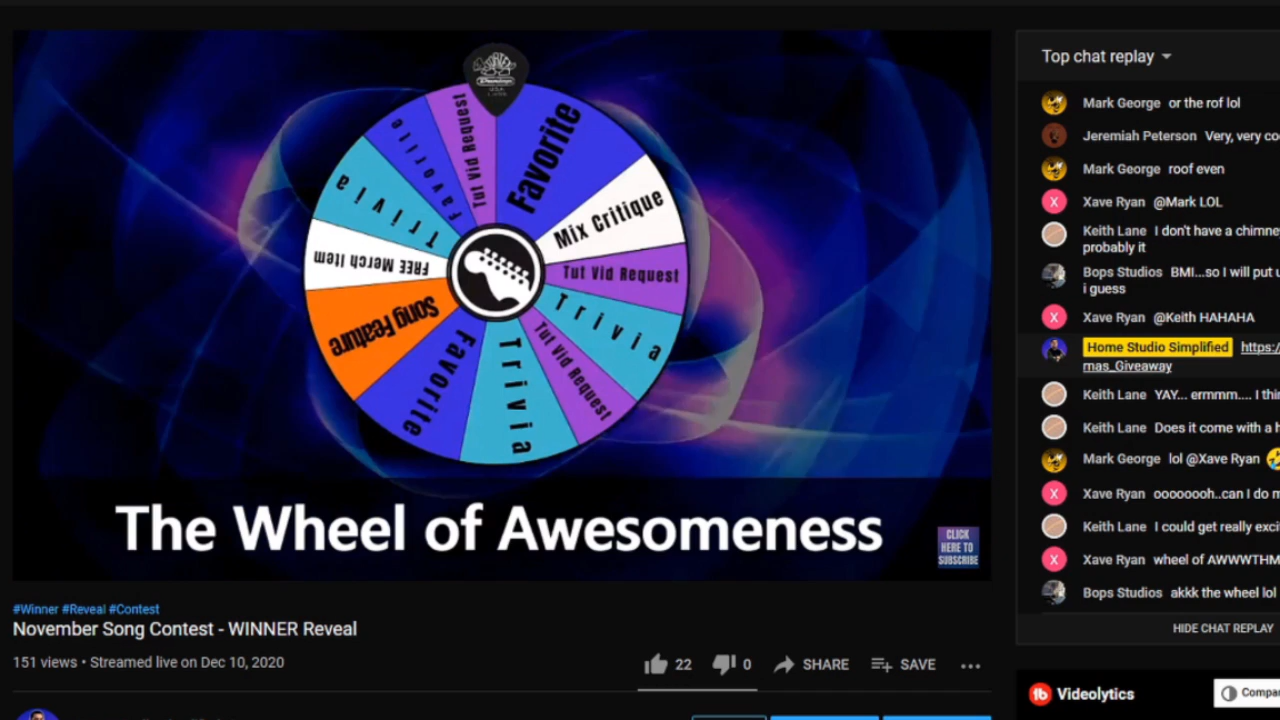 Favorite
Mix Critique
Tut Vid Request
Trivia
Tut Vid Request
Trivia
Favorite
Song Feature
FREE Merch Item
Trivia
Favorite
Tut Vid Request
The Wheel of Awesomeness
CLICK
HERE TO
SUBSCRIBE
#Winner #Reveal #Contest
November Song Contest - WINNER Reveal
151 views • Streamed live on Dec 10, 2020
22
0
SHARE
SAVE
Top chat replay
Mark George or the rof lol
Jeremiah Peterson Very, very co
Mark George roof even
X
Xave Ryan @Mark LOL
Keith Lane I don't have a chimne
probably it
Bops Studios BMI...so I will put u
i guess
X
Xave Ryan @Keith HAHAHA
Home Studio Simplified https:/
mas_Giveaway
Keith Lane YAY... ermmm.... I thi
Keith Lane Does it come with a h
Mark George lol @Xave Ryan
X
Xave Ryan ooooooooh..can I do m
Keith Lane I could get really exci
X
Xave Ryan wheel of AWWWTHM
Bops Studios akkk the wheel lol
HIDE CHAT REPLAY
tb Videolytics
Compar